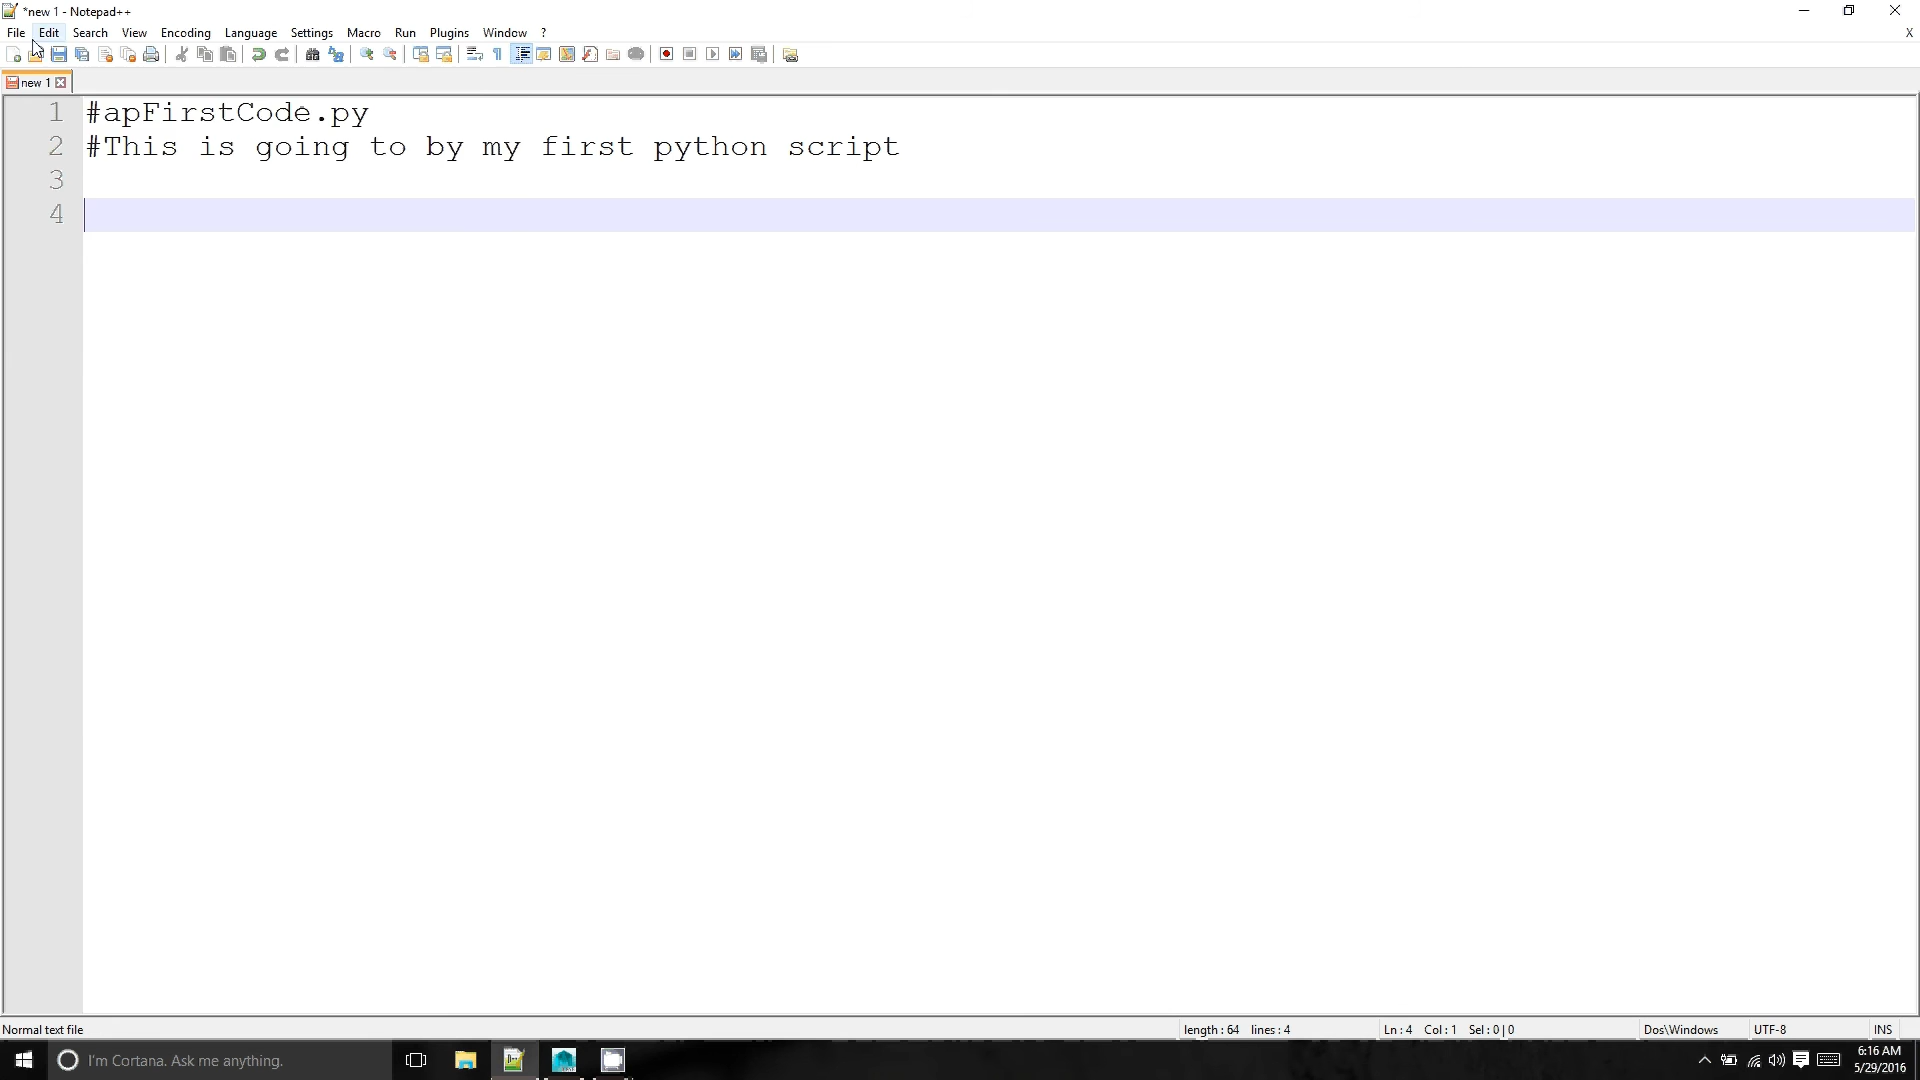 *new 1 - Notepad++
File Edit Search View Encoding Language Settings Macro Run Plugins Window ?
X
new 1
1 #apFirstCode.py
2 #This is going to by my first python script
3
4
Normal text file length : 64 lines : 4 Ln : 4 Col : 1 Sel : 0 | 0 Dos\Windows UTF-8 INS
I'm Cortana. Ask me anything.
6:16 AM
5/29/2016